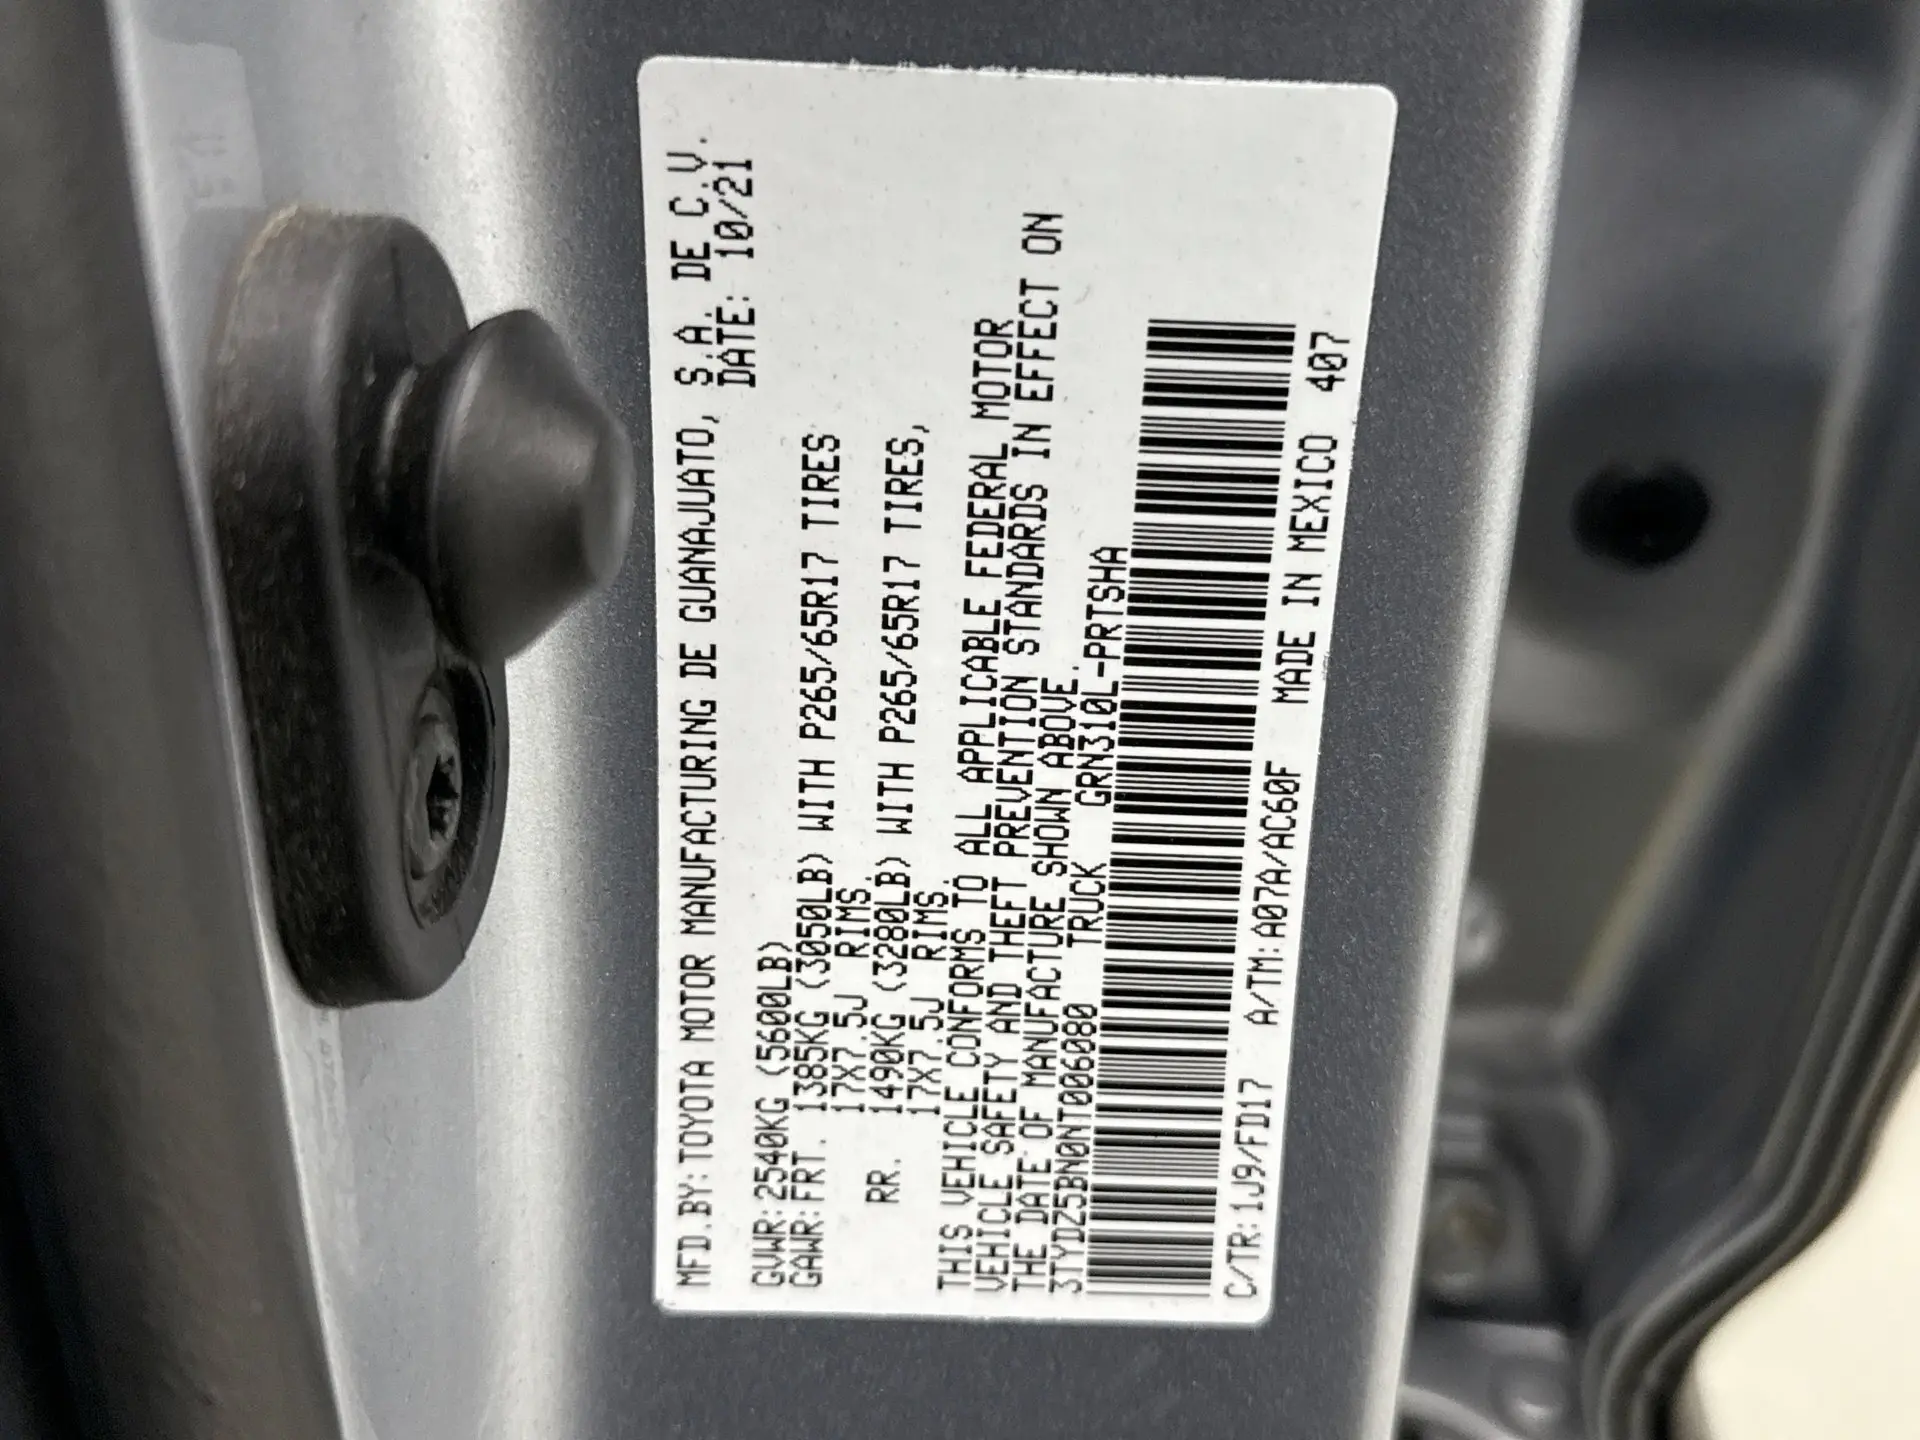 MFD.BY:TOYOTA MOTOR MANUFACTURING DE GUANAJUATO, S.A. DE C.V.
DATE: 10/21
GVWR:2540KG (5600LB)
GAWR:FRT. 1385KG (3050LB) WITH P265/65R17 TIRES
17X7.5J RIMS.
RR. 1490KG (3280LB) WITH P265/65R17 TIRES,
17X7.5J RIMS.
THIS VEHICLE CONFORMS TO ALL APPLICABLE FEDERAL MOTOR
VEHICLE SAFETY AND THEFT PREVENTION STANDARDS IN EFFECT ON
THE DATE OF MANUFACTURE SHOWN ABOVE.
3TYDZ5BN0NT006080 TRUCK GRN310L-PRTSHA
C/TR:1J9/FD17 A/TM:A07A/AC60F MADE IN MEXICO 407